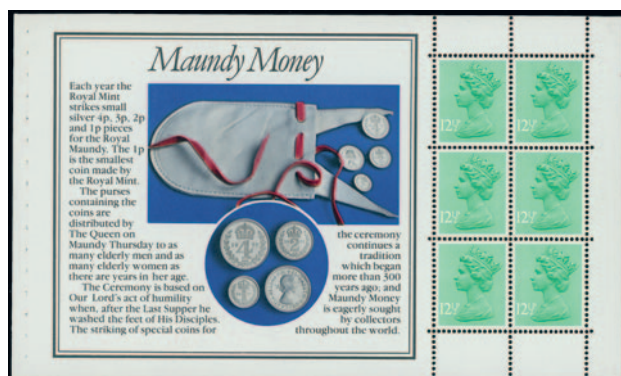 Maundy Money
Each year the
Royal Mint
strikes small
silver 4p, 3p, 2p
and 1p pieces
for the Royal
Maundy. The 1p
is the smallest
coin made by
the Royal Mint.
The purses
containing the
coins are
distributed by
The Queen on
Maundy Thursday to as
many elderly men and as
many elderly women as
there are years in her age.
The Ceremony is based on
Our Lord's act of humility
when, after the Last Supper he
washed the feet of His Disciples.
The striking of special coins for
the ceremony
continues a
tradition
which began
more than 500
years ago; and
Maundy Money
is eagerly sought
by collectors
throughout the world.
4
2
12½
12½
12½
12½
12½
12½